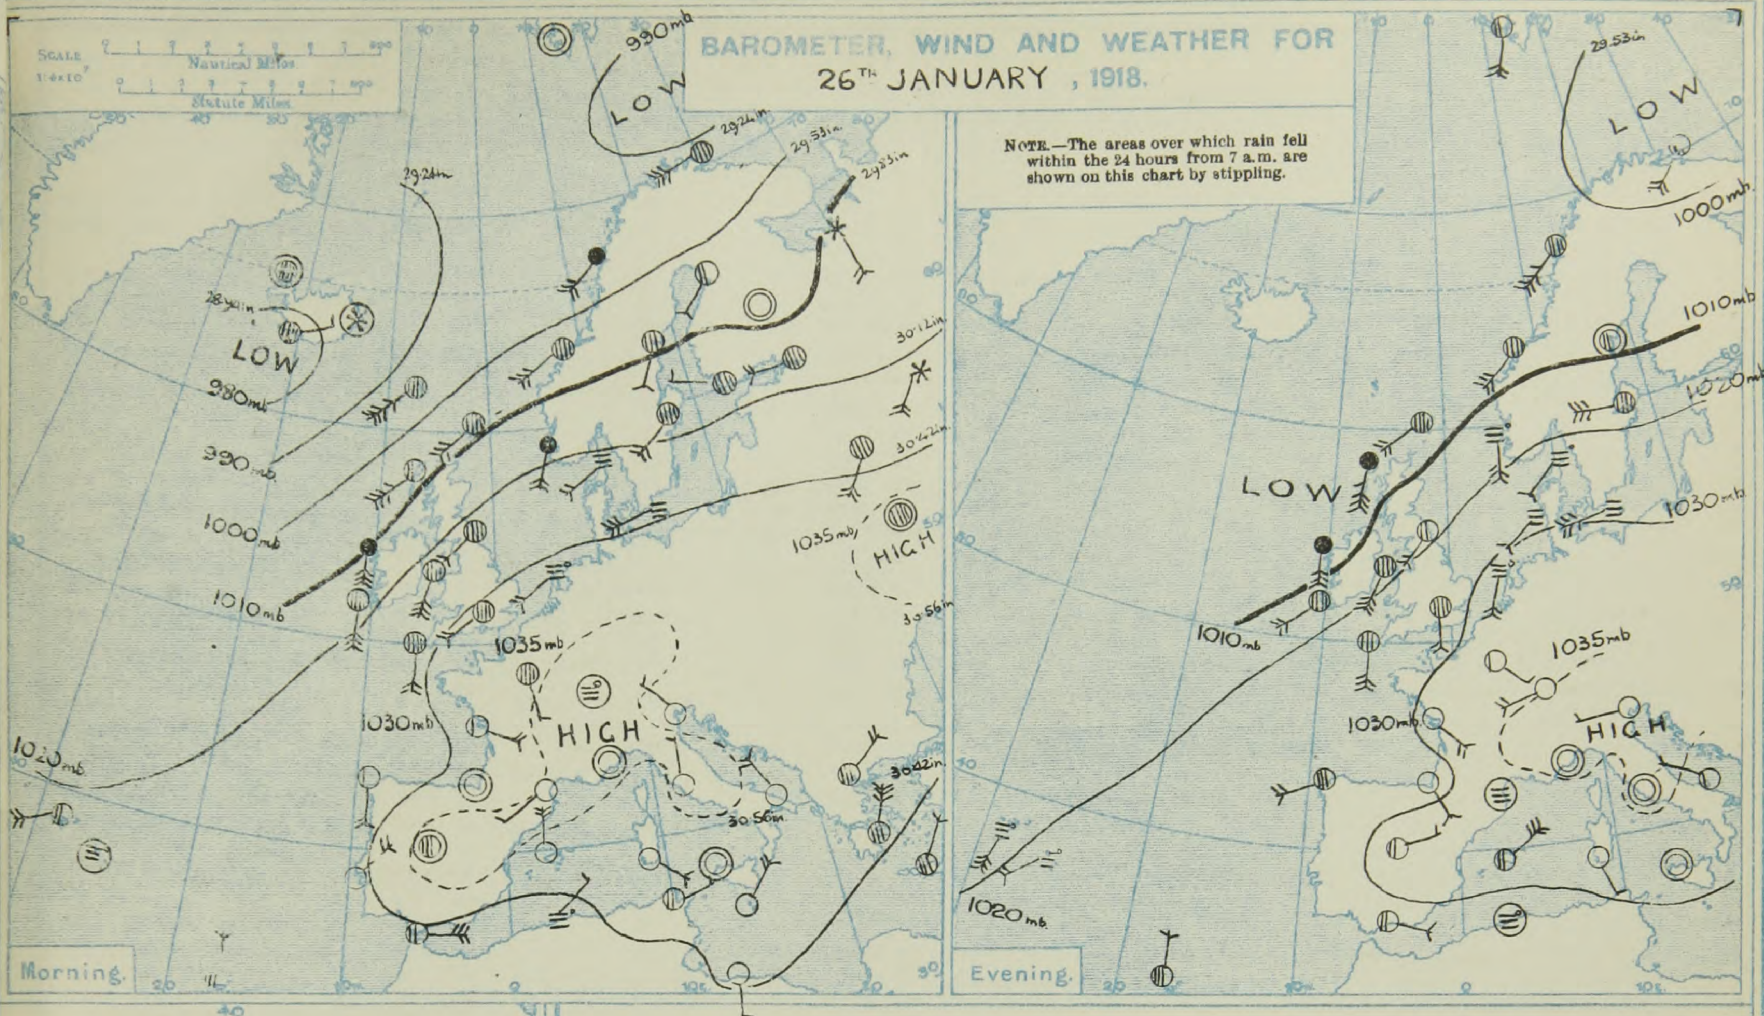 SCALE
Nautical Miles.
Statute Miles.
BAROMETER, WIND AND WEATHER FOR
26TH JANUARY, 1918.
NOTE.—The areas over which rain fell
within the 24 hours from 7 a.m. are
shown on this chart by stippling.
990mb
LOW
29.24in
29.53in
29.83in
29.24in
LOW
980mb
990mb
1000mb
1010mb
1020mb
30.12in
30.42in
1035mb
HIGH
30.56in
1035mb
1030mb
HIGH
30.56in
30.42in
Morning.
29.53in
LOW
1000mb
1010mb
1020mb
LOW
1030mb
1010mb
1035mb
1030mb
HIGH
1020mb
Evening.